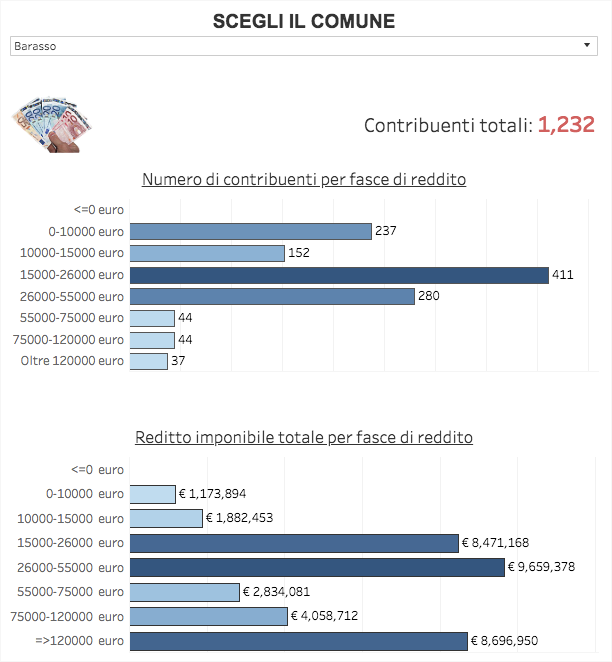 SCEGLI IL COMUNE
Barasso
Contribuenti totali: 1,232
Numero di contribuenti per fasce di reddito
<=0 euro
0-10000 euro 237
10000-15000 euro 152
15000-26000 euro 411
26000-55000 euro 280
55000-75000 euro 44
75000-120000 euro 44
Oltre 120000 euro 37
Reditto imponibile totale per fasce di reddito
<=0 euro
0-10000 euro € 1,173,894
10000-15000 euro € 1,882,453
15000-26000 euro € 8,471,168
26000-55000 euro € 9,659,378
55000-75000 euro € 2,834,081
75000-120000 euro € 4,058,712
=>120000 euro € 8,696,950